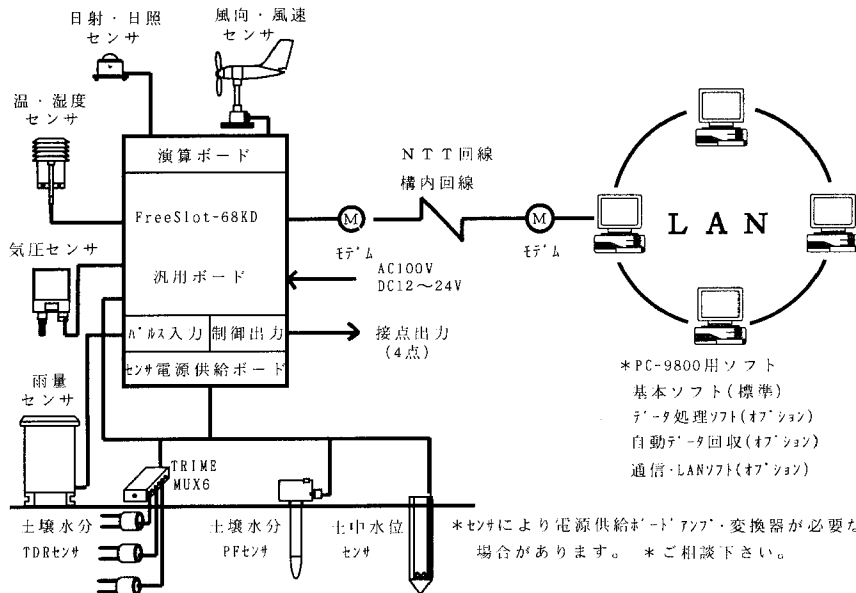 日射・日照
センサ
風向・風速
センサ
温・湿度
センサ
演算ボード
FreeSlot-68KD
汎用ボード
パルス入力
制御出力
センサ電源供給ボード
気圧センサ
雨量
センサ
NTT回線
構内回線
M
モデム
M
モデム
AC100V
DC12〜24V
接点出力
(4点)
LAN
*PC-9800用ソフト
基本ソフト(標準)
データ処理ソフト(オプション)
自動データ回収(オプション)
通信・LANソフト(オプション)
TRIME
MUX6
土壌水分
TDRセンサ
土壌水分
PFセンサ
土中水位
センサ
*センサにより電源供給ボードアンプ・変換器が必要な
場合があります。 *ご相談下さい。